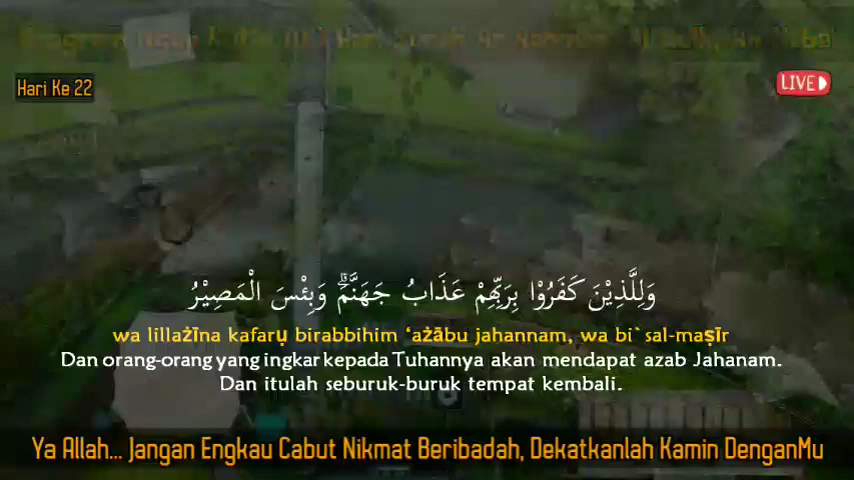 Hari Ke 22
LIVE
وَلِلَّذِيْنَ كَفَرُوْا بِرَبِّهِمْ عَذَابُ جَهَنَّمَۗ وَبِئْسَ الْمَصِيْرُ
wa lillażīna kafarụ birabbihim ‘ażābu jahannam, wa bi`sal-maṣīr
Dan orang-orang yang ingkar kepada Tuhannya akan mendapat azab Jahanam.
Dan itulah seburuk-buruk tempat kembali.
Ya Allah... Jangan Engkau Cabut Nikmat Beribadah, Dekatkanlah Kamin DenganMu